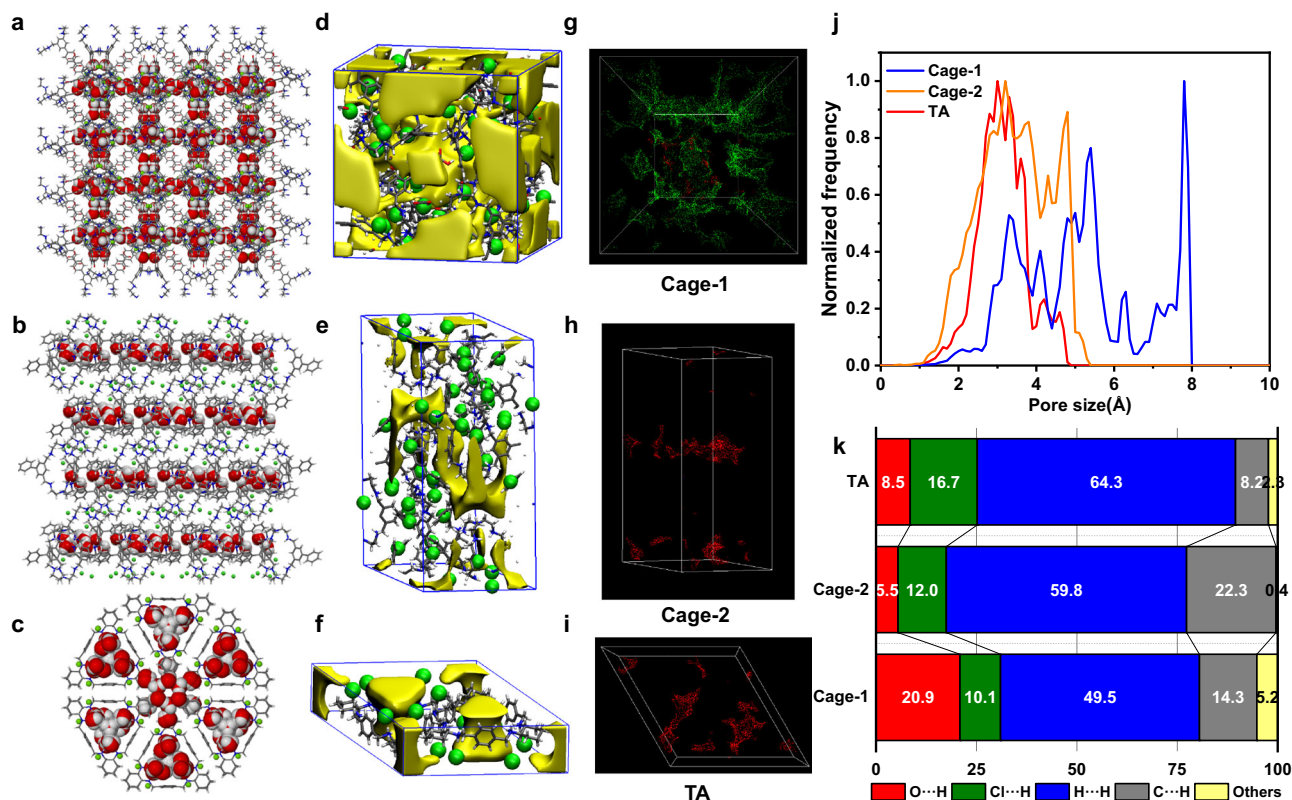 a
d
g
j
Cage-1
Cage-2
TA
Normalized frequency
1.0
0.8
0.6
0.4
0.2
0.0
0 2 4 6 8 10
Pore size(Å)
Cage-1
b
e
h
Cage-2
c
f
i
TA
k
TA
8.5 16.7 64.3 8.2 2.3
Cage-2
5.5 12.0 59.8 22.3 0.4
Cage-1
20.9 10.1 49.5 14.3 5.2
0 25 50 75 100
O···H Cl···H H···H C···H Others